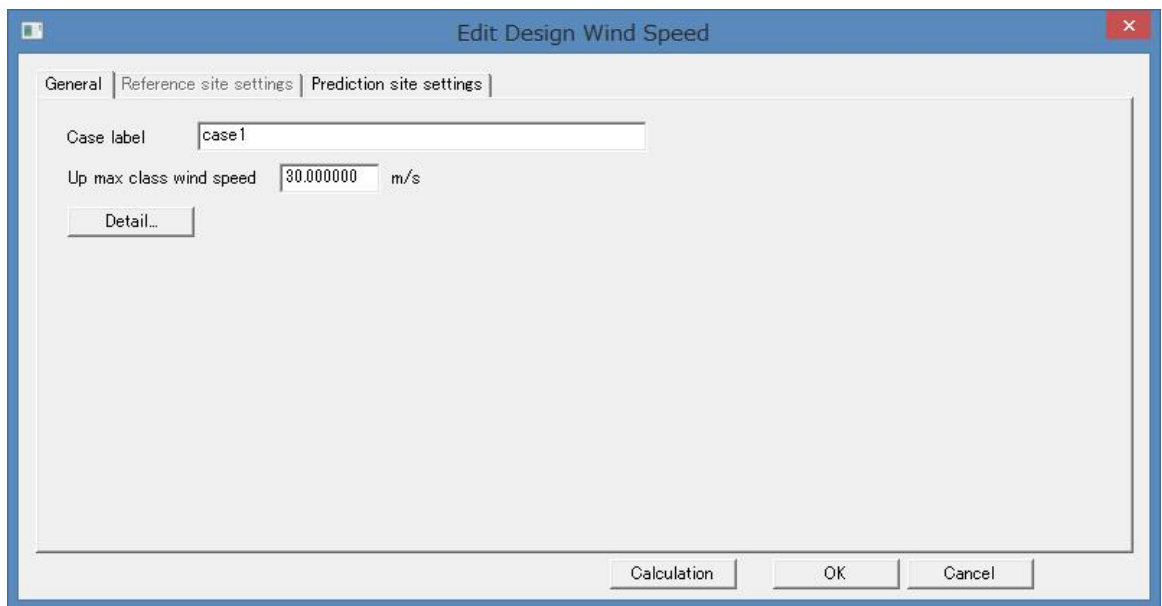 Edit Design Wind Speed
General Reference site settings Prediction site settings
Case label case1
Up max class wind speed 30.000000 m/s
Detail...
Calculation OK Cancel